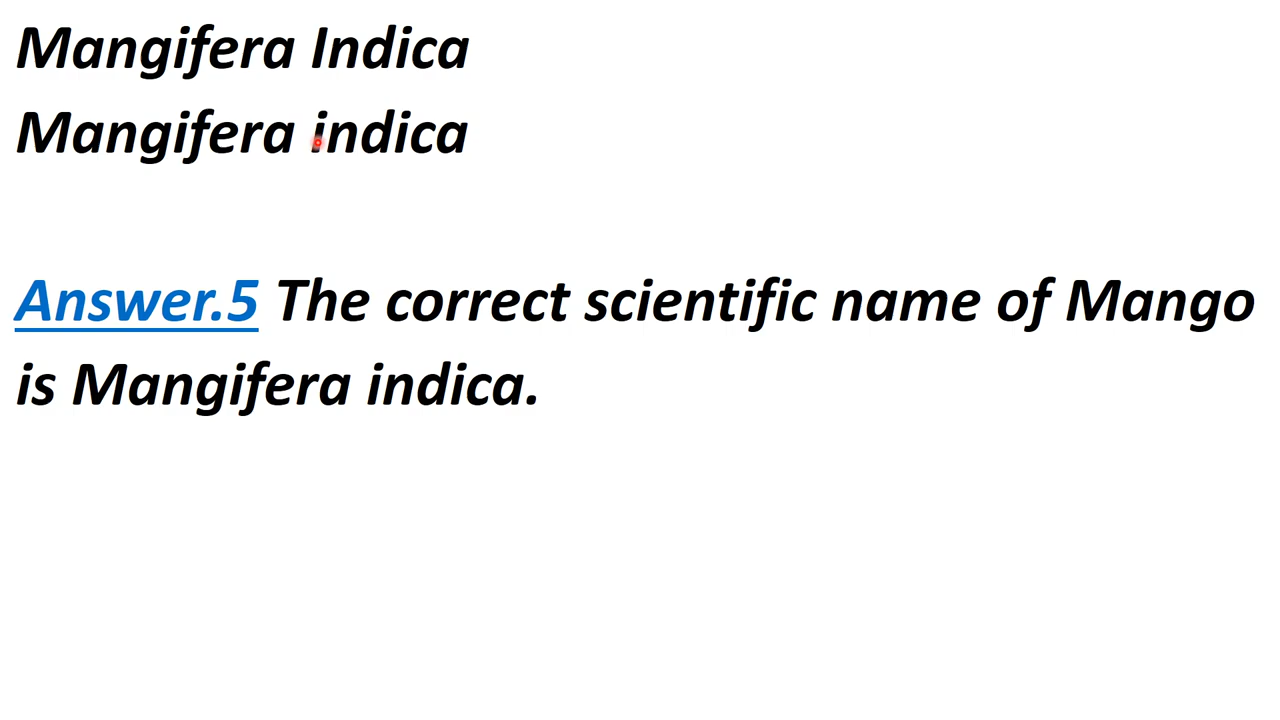 Mangifera Indica
Mangifera indica
Answer.5 The correct scientific name of Mango
is Mangifera indica.